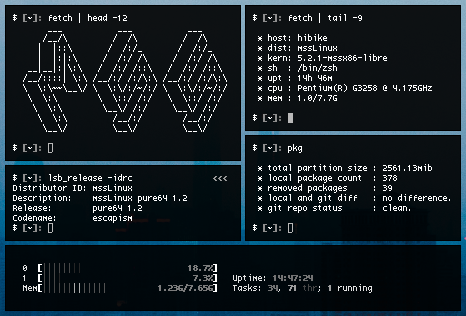 $ [~]: fetch | head -12
$ [~]: 
$ [~]: lsb_release -idrc <<<
Distributor ID: mssLinux
Description: mssLinux pure64 1.2
Release: pure64 1.2
Codename: escapism
$ [~]: fetch | tail -9
* host: hibike
* dist: mssLinux
* kern: 5.2.1-mssx86-libre
* sh : /bin/zsh
* upt : 14h 46m
* cpu : Pentium(R) G3258 @ 4.175GHz
* mem : 1.0/7.7G
$ [~]:
$ [~]: pkg
* total partition size : 2561.13Mib
* local package count : 378
* removed packages : 39
* local and git diff : no difference.
* git repo status : clean.
$ [~]:
0 [||||||||| 18.7%]
1 [||| 7.3%]
Mem[||||||||||||||| 1.23G/7.65G]
Uptime: 14:47:24
Tasks: 34, 71 thr; 1 running